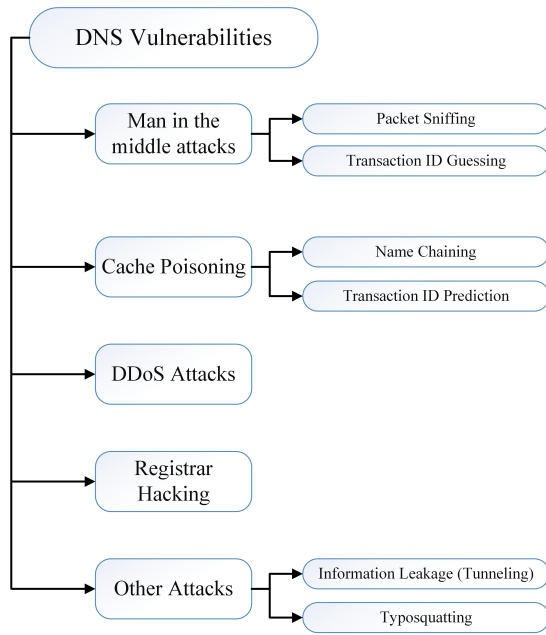 DNS Vulnerabilities
Man in the
middle attacks
Packet Sniffing
Transaction ID Guessing
Cache Poisoning
Name Chaining
Transaction ID Prediction
DDoS Attacks
Registrar
Hacking
Other Attacks
Information Leakage (Tunneling)
Typosquatting